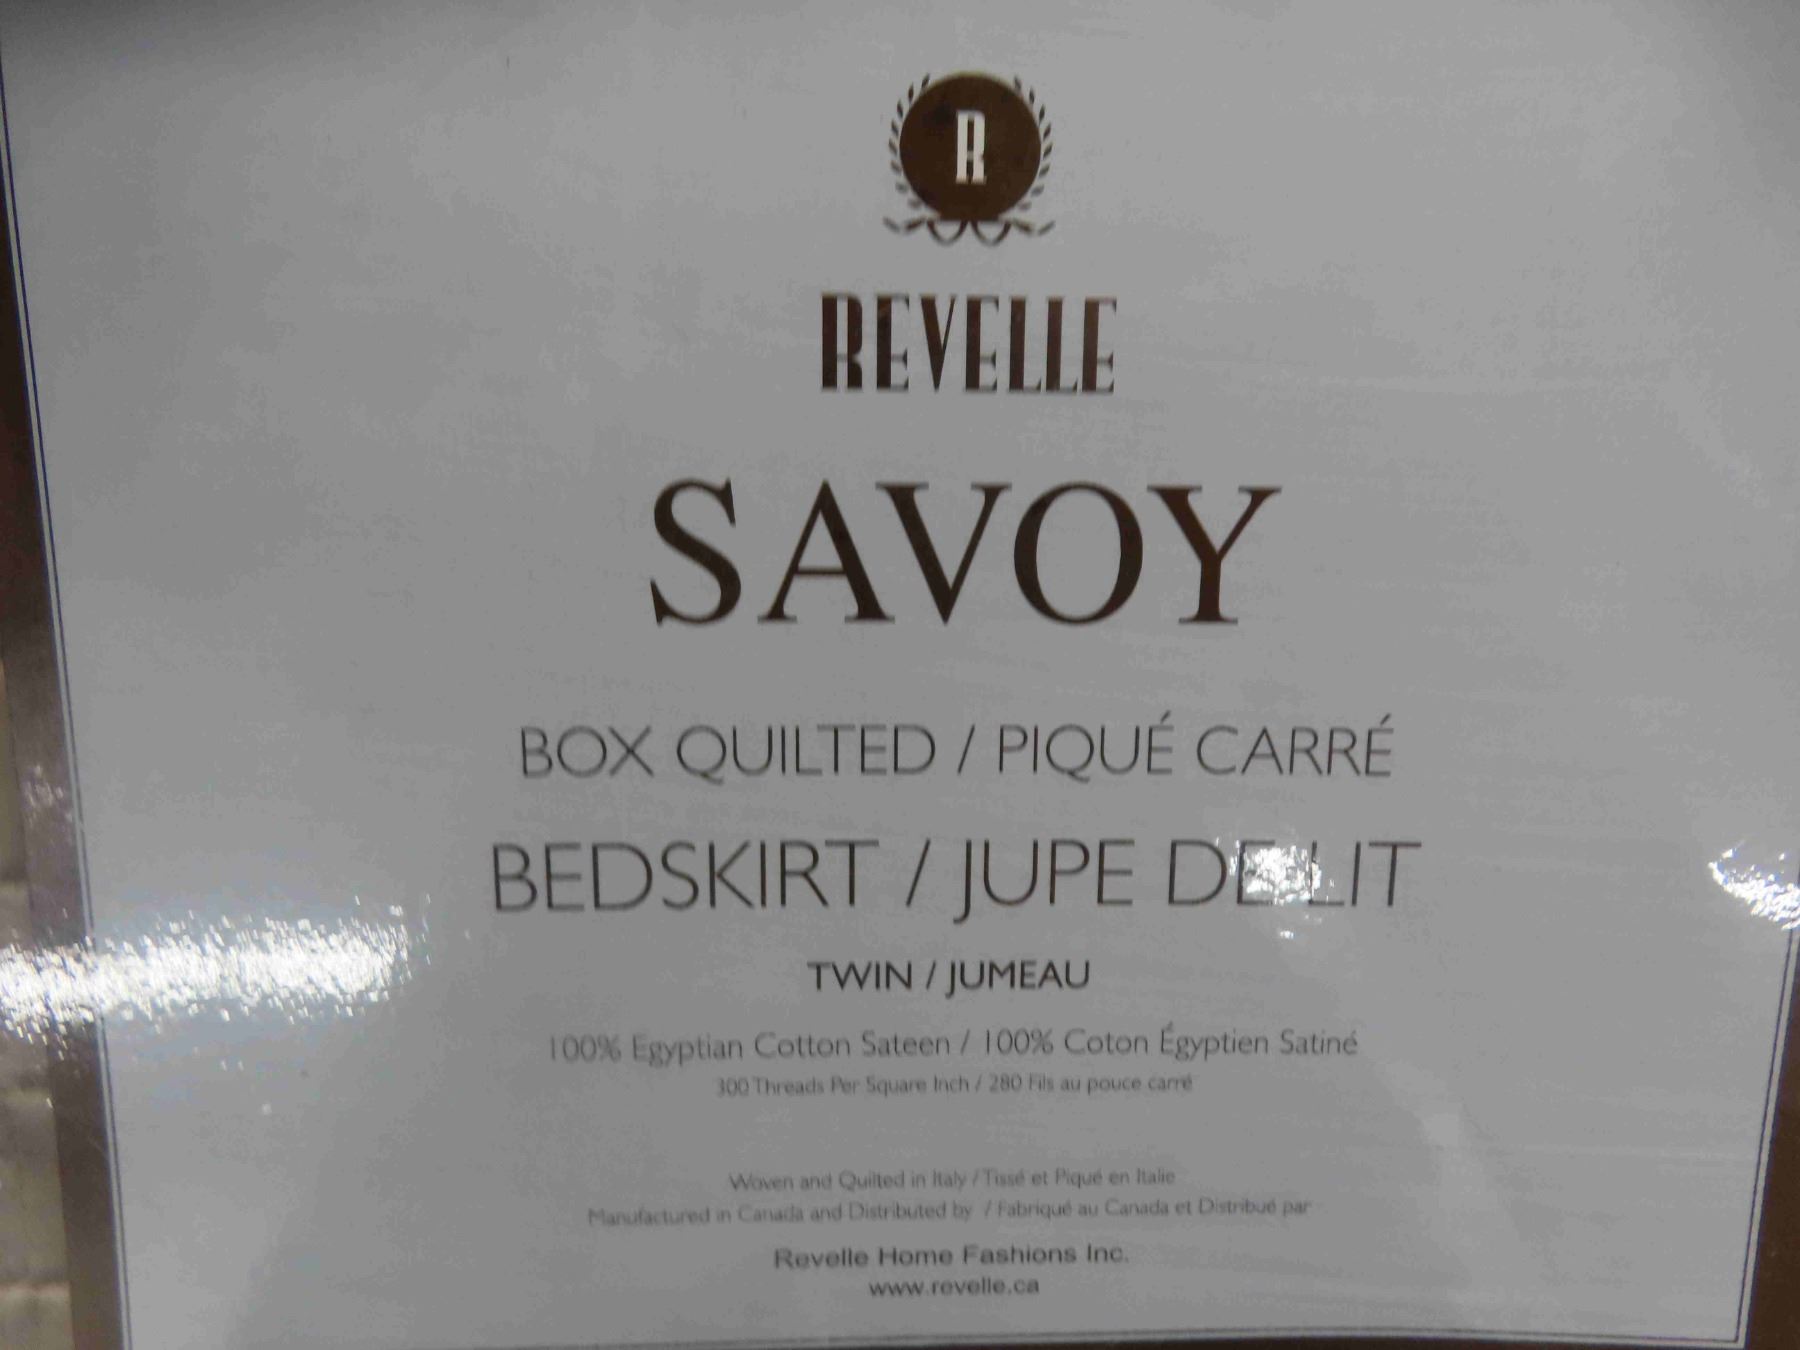 R
REVELLE
SAVOY
BOX QUILTED / PIQUÉ CARRÉ
BEDSKIRT / JUPE DE LIT
TWIN / JUMEAU
100% Egyptian Cotton Sateen / 100% Coton Égyptien Satiné
300 Threads Per Square Inch / 280 Fils au pouce carré
Woven and Quilted in Italy / Tissé et Piqué en Italie
Manufactured in Canada and Distributed by / Fabriqué au Canada et Distribué par
Revelle Home Fashions Inc.
www.revelle.ca